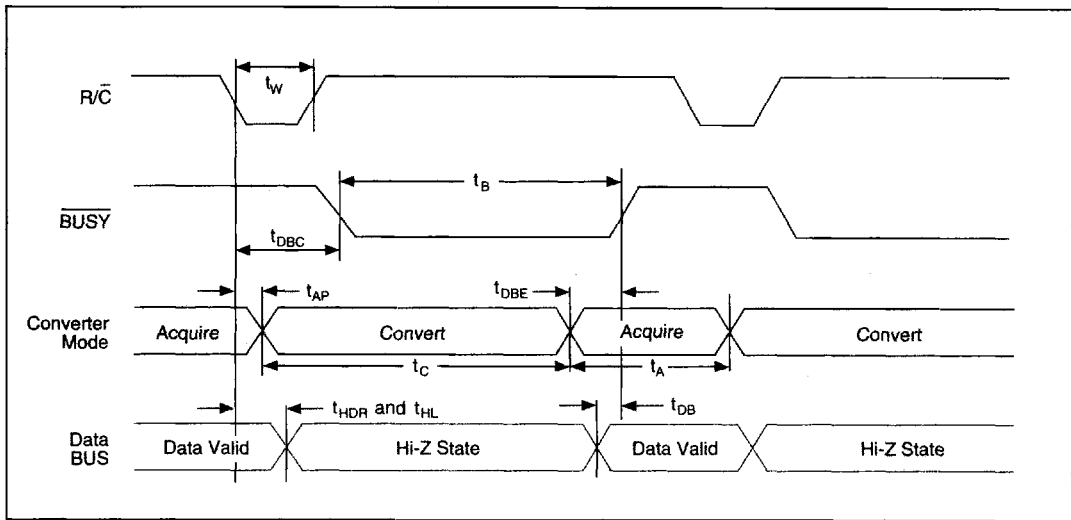 R/C̅
t_W
B̅U̅S̅Y̅
t_B
t_DBC
t_AP
t_DBE
Converter Mode
Acquire
Convert
Acquire
Convert
t_C
t_A
t_HDR and t_HL
t_DB
Data BUS
Data Valid
Hi-Z State
Data Valid
Hi-Z State